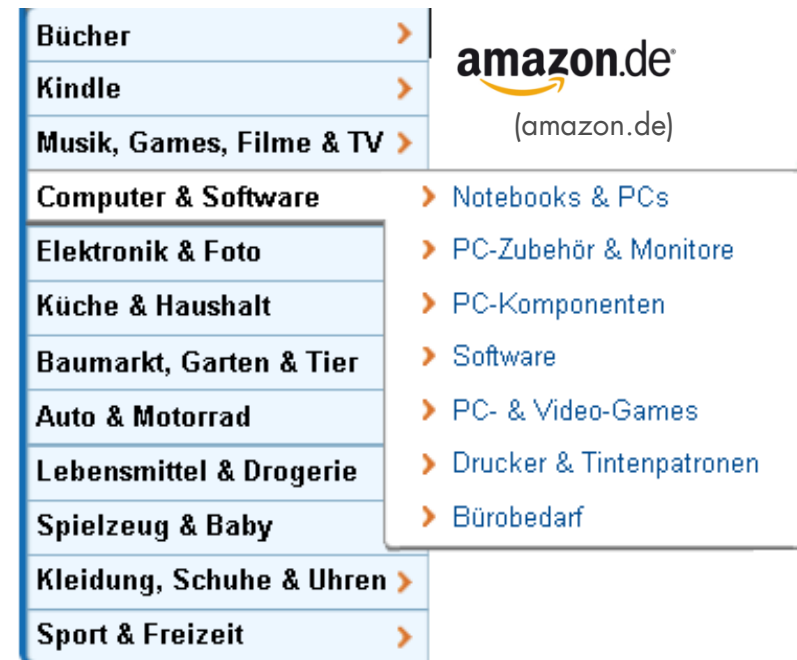 Bücher
Kindle
Musik, Games, Filme & TV
Computer & Software
Elektronik & Foto
Küche & Haushalt
Baumarkt, Garten & Tier
Auto & Motorrad
Lebensmittel & Drogerie
Spielzeug & Baby
Kleidung, Schuhe & Uhren
Sport & Freizeit
amazon.de
(amazon.de)
Notebooks & PCs
PC-Zubehör & Monitore
PC-Komponenten
Software
PC- & Video-Games
Drucker & Tintenpatronen
Bürobedarf